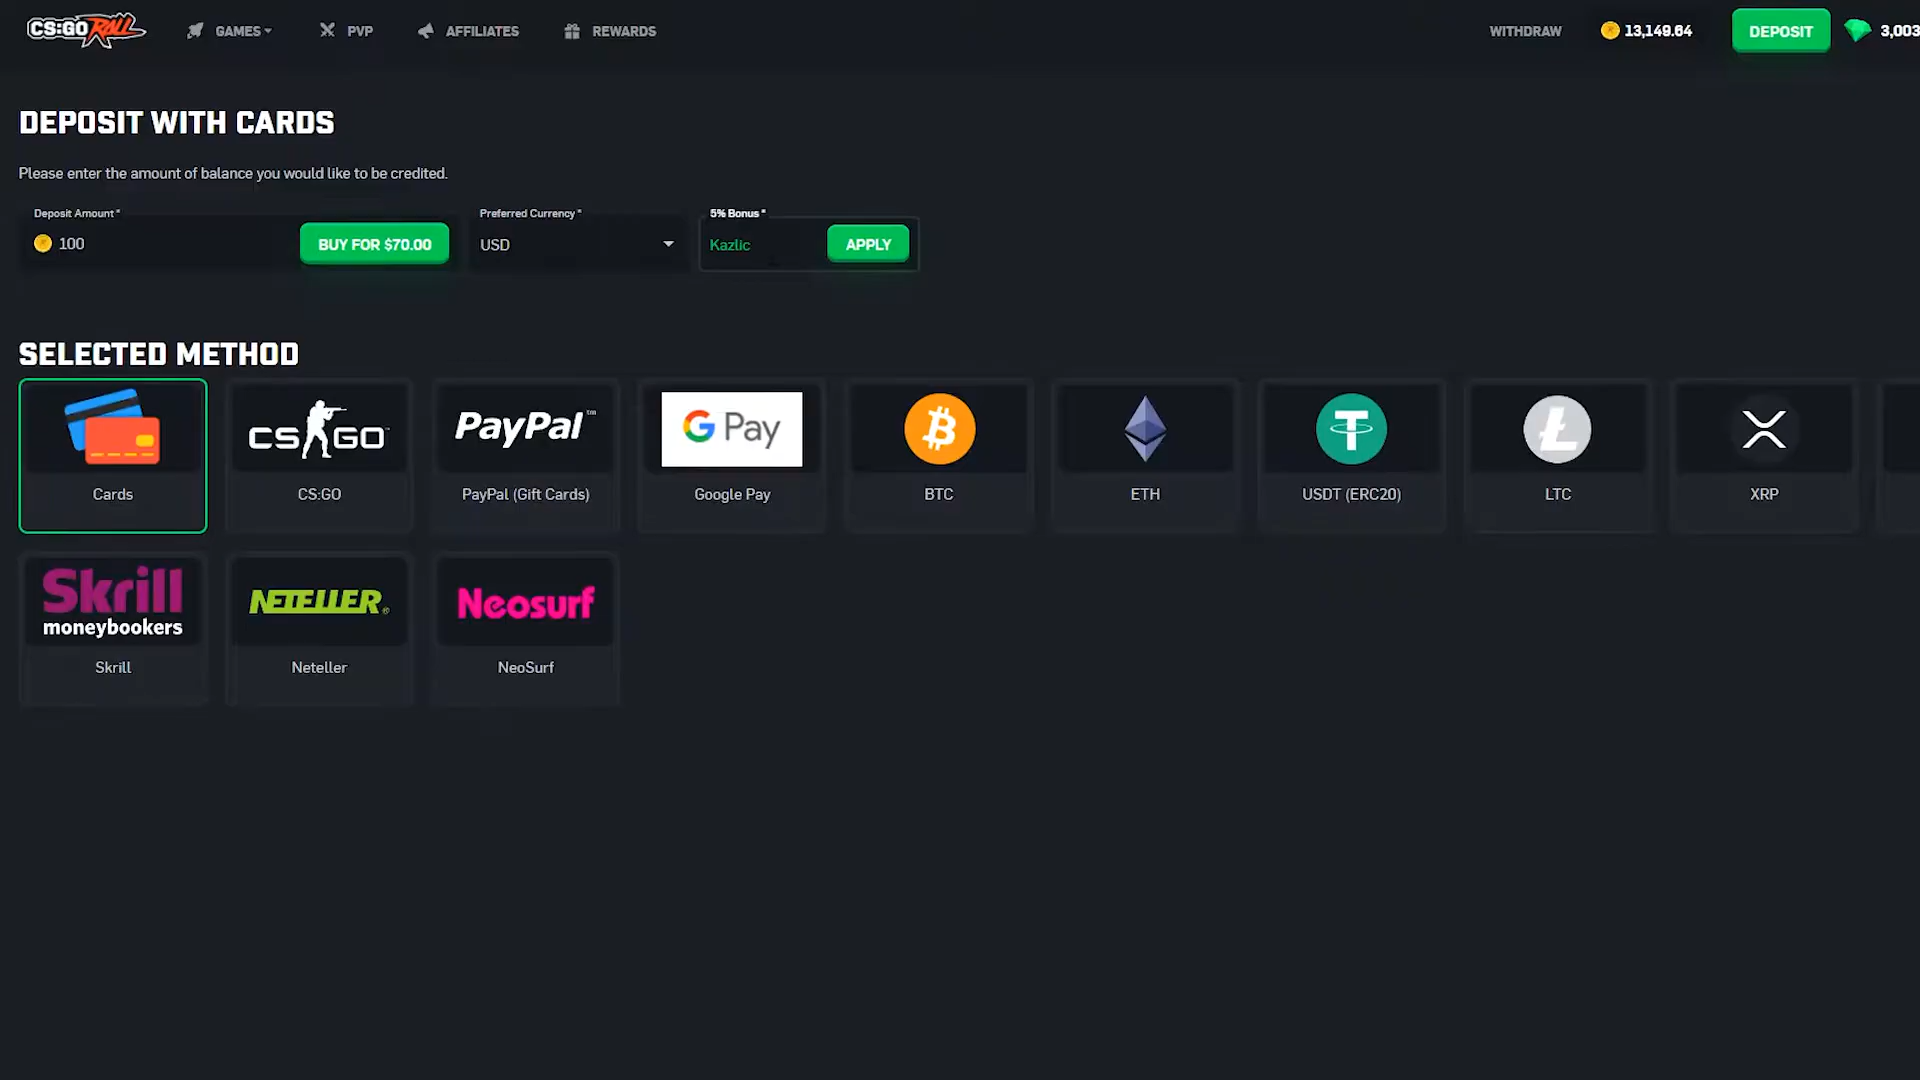 CS:GO ROLL GAMES PVP AFFILIATES REWARDS WITHDRAW 13,149.64 DEPOSIT 3,003
DEPOSIT WITH CARDS
Please enter the amount of balance you would like to be credited.
Deposit Amount * Preferred Currency * 5% Bonus *
100 BUY FOR $70.00 USD Kazlic APPLY
SELECTED METHOD
CS GO PayPal™ G Pay
Cards CS:GO PayPal (Gift Cards) Google Pay BTC ETH USDT (ERC20) LTC XRP
Skrill NETELLER® Neosurf
moneybookers
Skrill Neteller NeoSurf